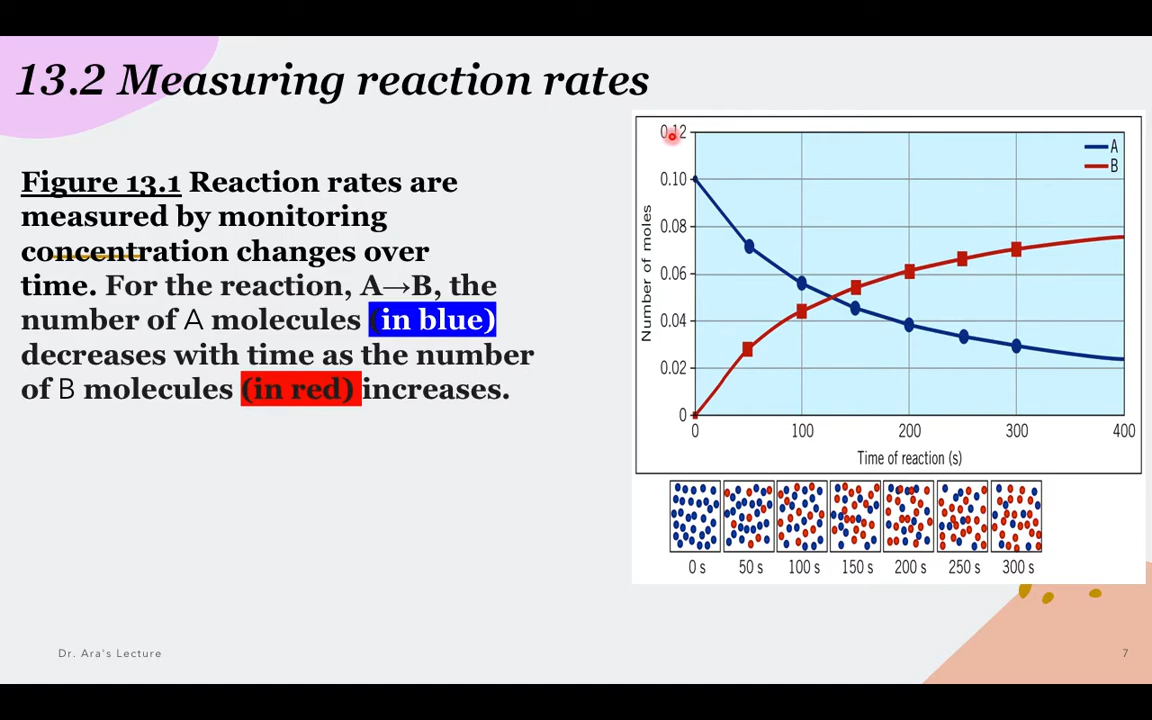 13.2 Measuring reaction rates
Figure 13.1 Reaction rates are
measured by monitoring
concentration changes over
time. For the reaction, A→B, the
number of A molecules (in blue)
decreases with time as the number
of B molecules (in red) increases.
0.12
0.10
0.08
0.06
0.04
0.02
0
Number of moles
A
B
0 100 200 300 400
Time of reaction (s)
0 s 50 s 100 s 150 s 200 s 250 s 300 s
Dr. Ara's Lecture
7